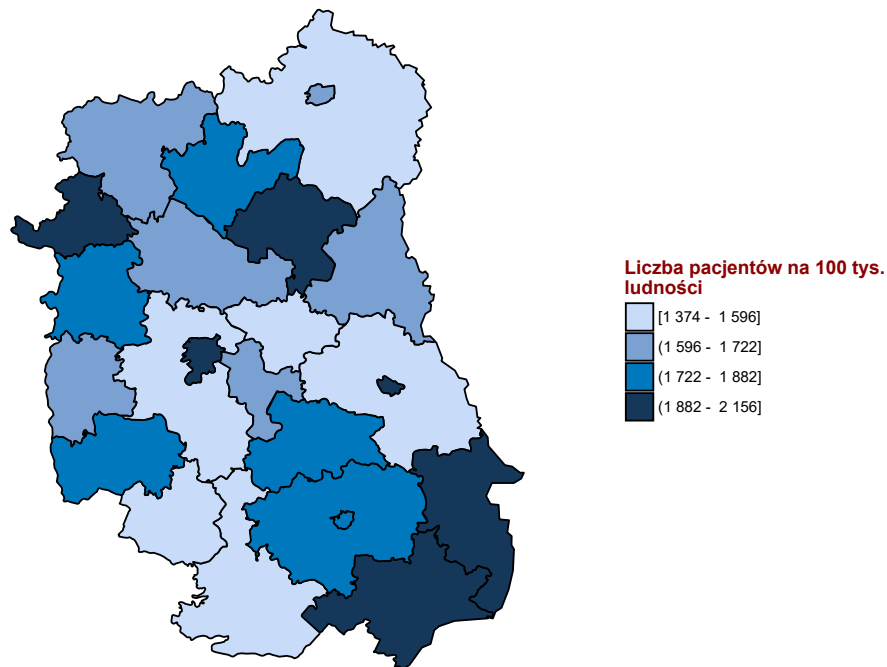 Liczba pacjentów na 100 tys.
ludności
[1 374 - 1 596]
(1 596 - 1 722]
(1 722 - 1 882]
(1 882 - 2 156]